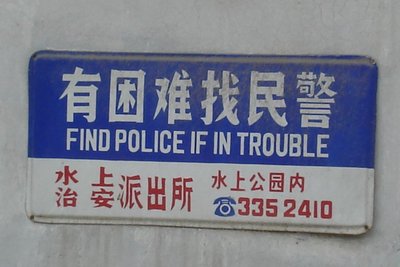 有困难找民警
FIND POLICE IF IN TROUBLE
水上治安派出所 水上公园内
☎335 2410